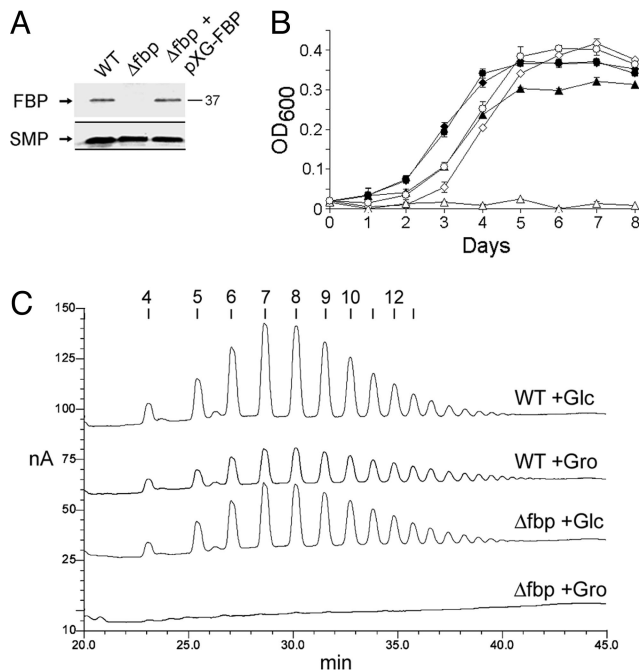 A
WT
Δfbp
Δfbp +
pXG-FBP
FBP
37
SMP
B
OD600
0.4
0.3
0.2
0.1
0
0 1 2 3 4 5 6 7 8
Days
C
4 5 6 7 8 9 10 12
150
125
100
nA
75
50
25
10
WT +Glc
WT +Gro
Δfbp +Glc
Δfbp +Gro
20.0 25.0 30.0 35.0 40.0 45.0
min